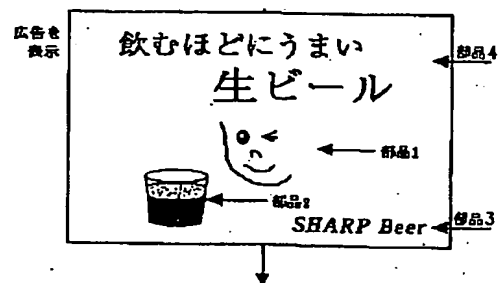 広告を
表示
飲むほどにうまい
生ビール
部品4
部品1
部品2
SHARP Beer
部品3